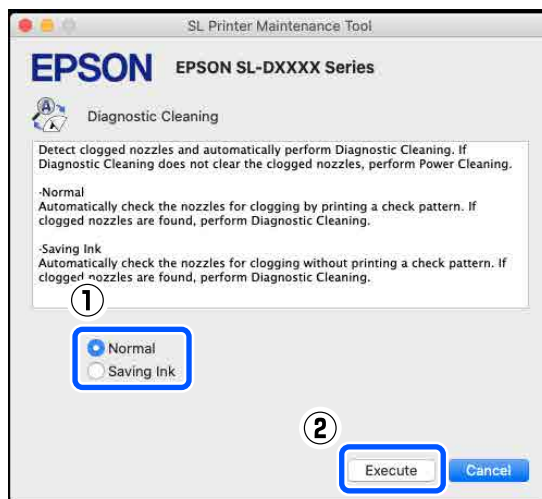 SL Printer Maintenance Tool
EPSON EPSON SL-DXXXX Series
Diagnostic Cleaning
Detect clogged nozzles and automatically perform Diagnostic Cleaning. If
Diagnostic Cleaning does not clear the clogged nozzles, perform Power Cleaning.
·Normal
Automatically check the nozzles for clogging by printing a check pattern. If
clogged nozzles are found, perform Diagnostic Cleaning.
·Saving Ink
Automatically check the nozzles for clogging without printing a check pattern. If
clogged nozzles are found, perform Diagnostic Cleaning.
①
Normal
Saving Ink
②
Execute Cancel